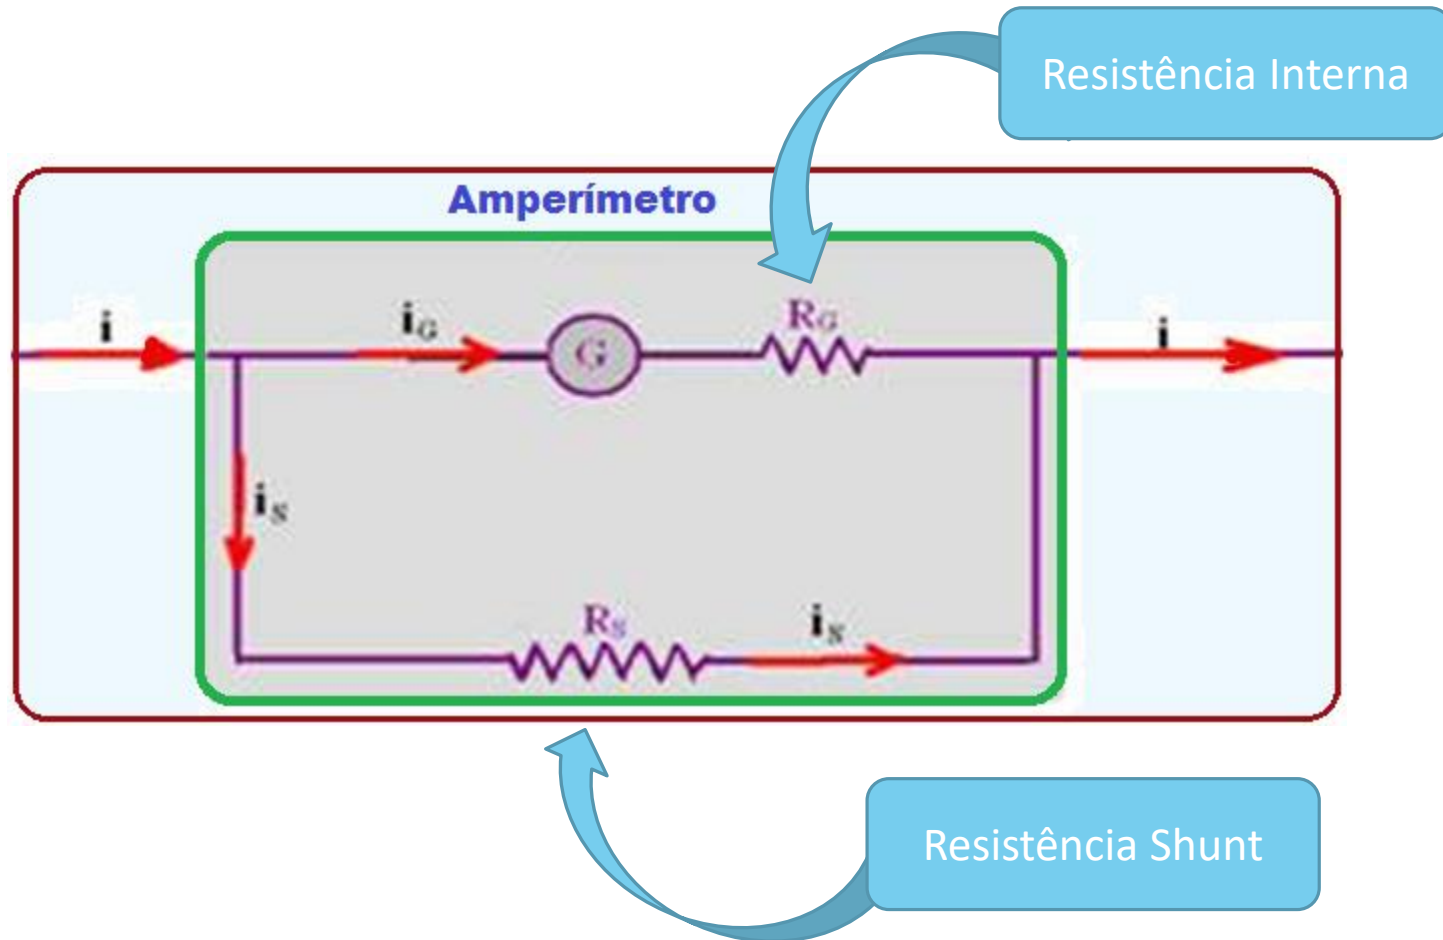 Resistência Interna
Amperímetro
i
iG
G
RG
i
iS
RS
iS
Resistência Shunt